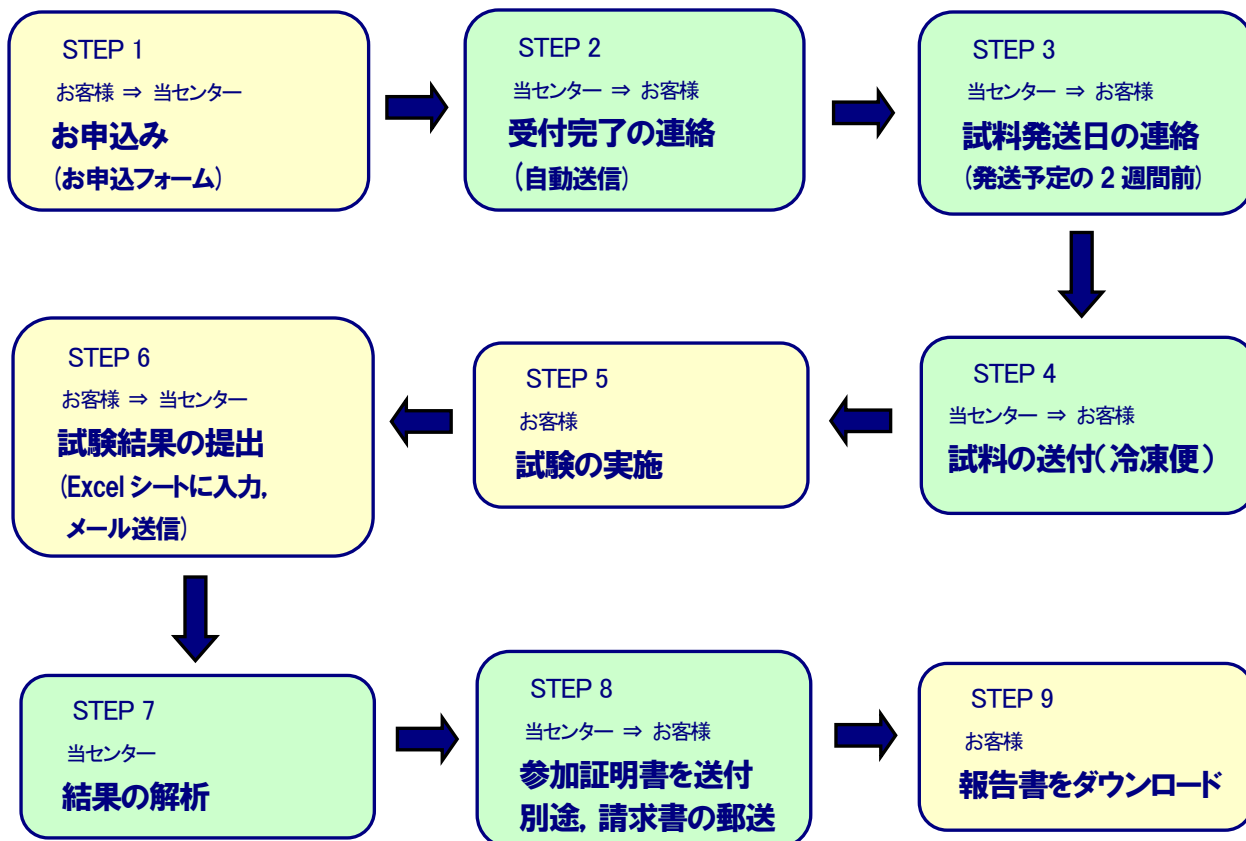 STEP 1
お客様 ⇒ 当センター
お申込み
(お申込フォーム)
STEP 2
当センター ⇒ お客様
受付完了の連絡
(自動送信)
STEP 3
当センター ⇒ お客様
試料発送日の連絡
(発送予定の 2 週間前)
STEP 4
当センター ⇒ お客様
試料の送付(冷凍便)
STEP 5
お客様
試験の実施
STEP 6
お客様 ⇒ 当センター
試験結果の提出
(Excel シートに入力,
メール送信)
STEP 7
当センター
結果の解析
STEP 8
当センター ⇒ お客様
参加証明書を送付
別途, 請求書の郵送
STEP 9
お客様
報告書をダウンロード